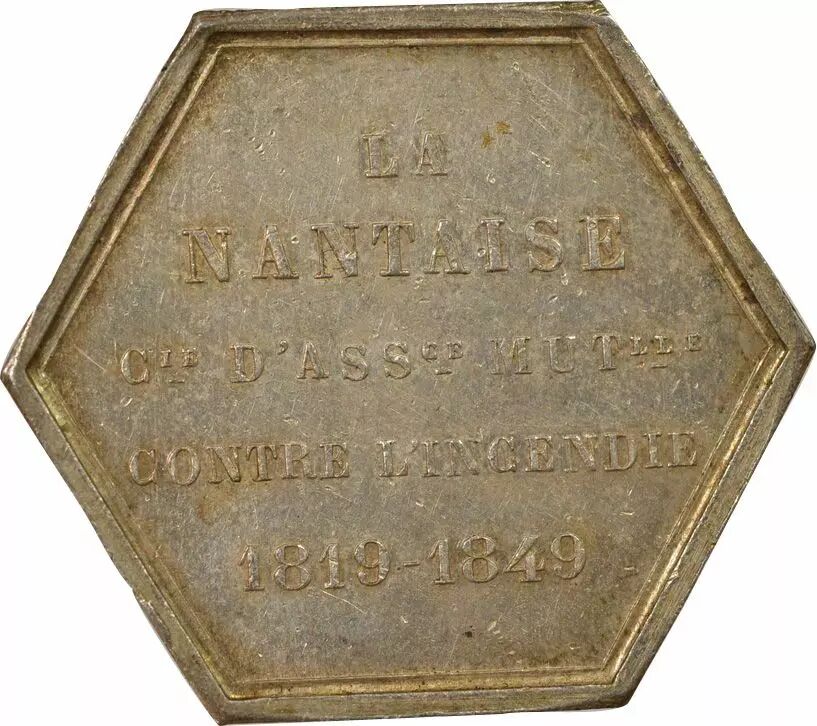 LA
NANTAISE
CIE D'ASSCE MUTLLE
CONTRE L'INCENDIE
1819-1849